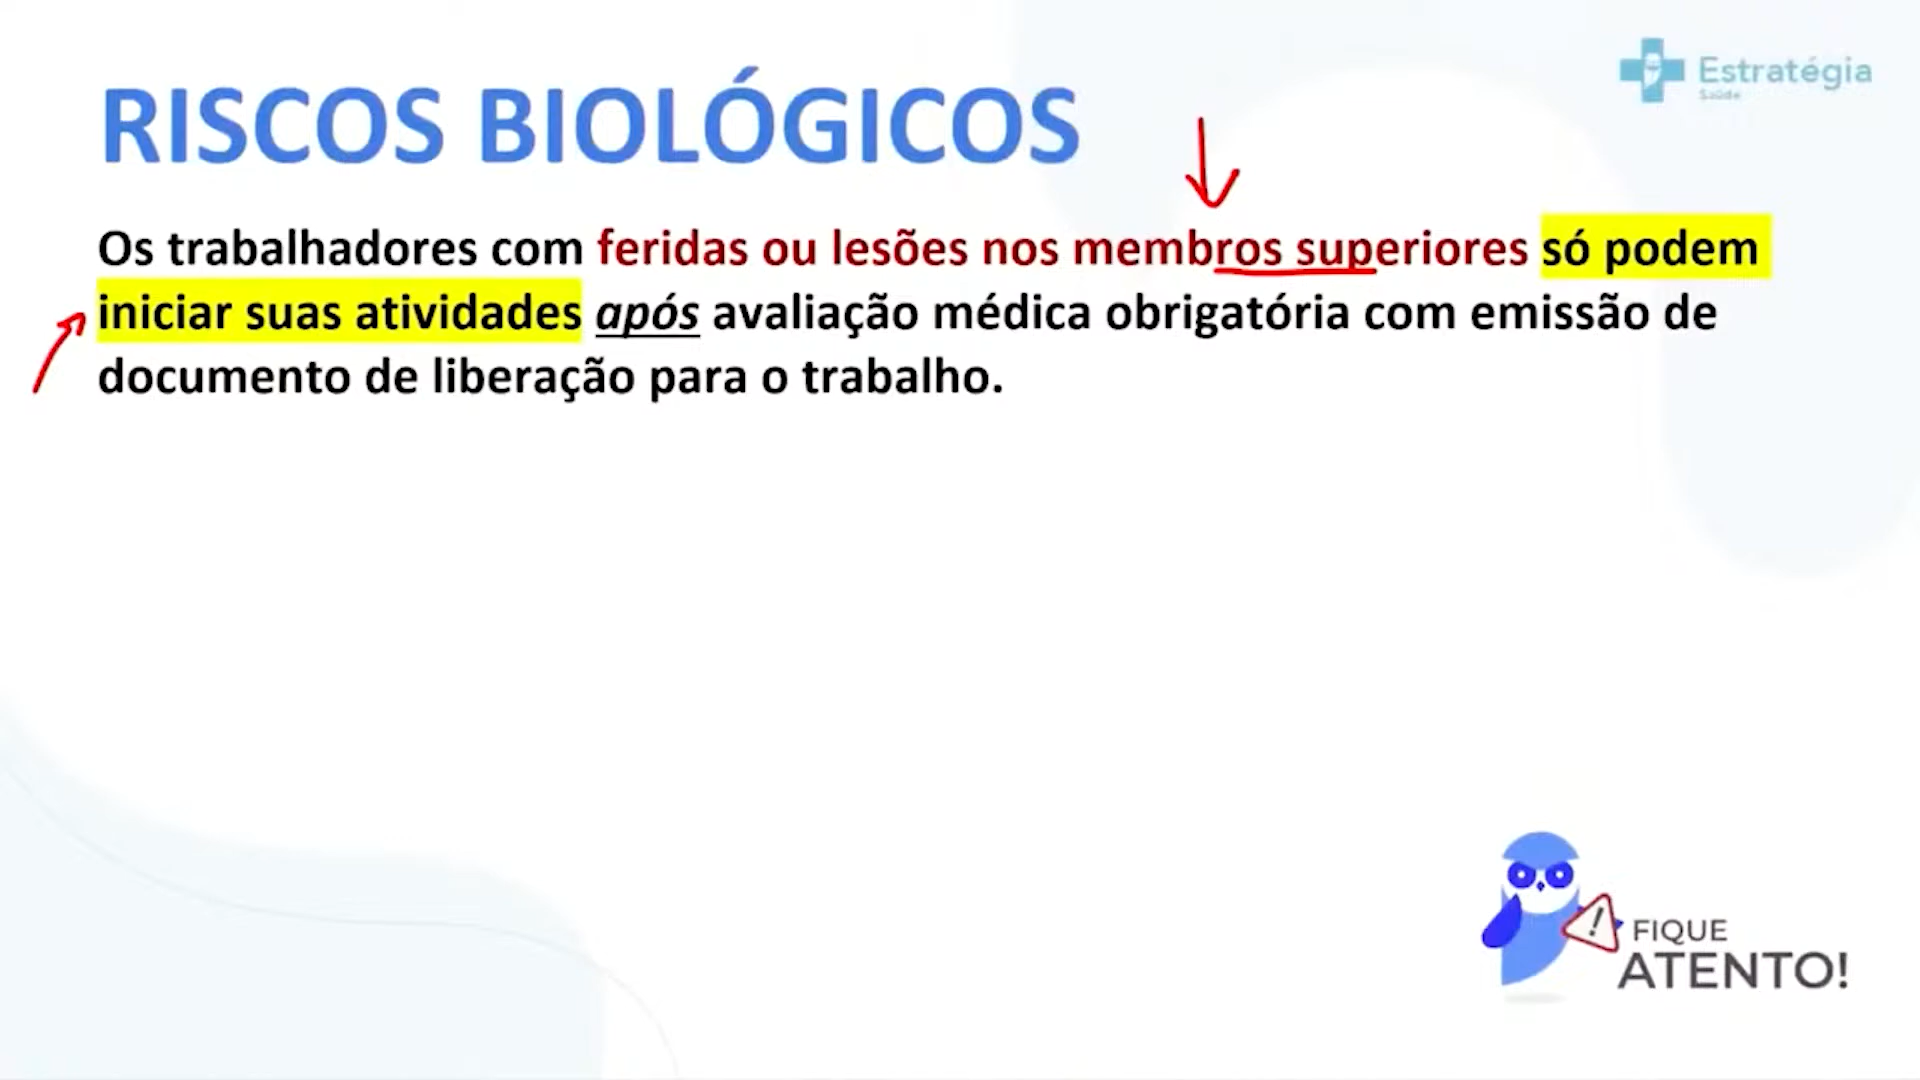 Estratégia
Saúde
RISCOS BIOLÓGICOS
Os trabalhadores com feridas ou lesões nos membros superiores só podem
iniciar suas atividades após avaliação médica obrigatória com emissão de
documento de liberação para o trabalho.
FIQUE
ATENTO!